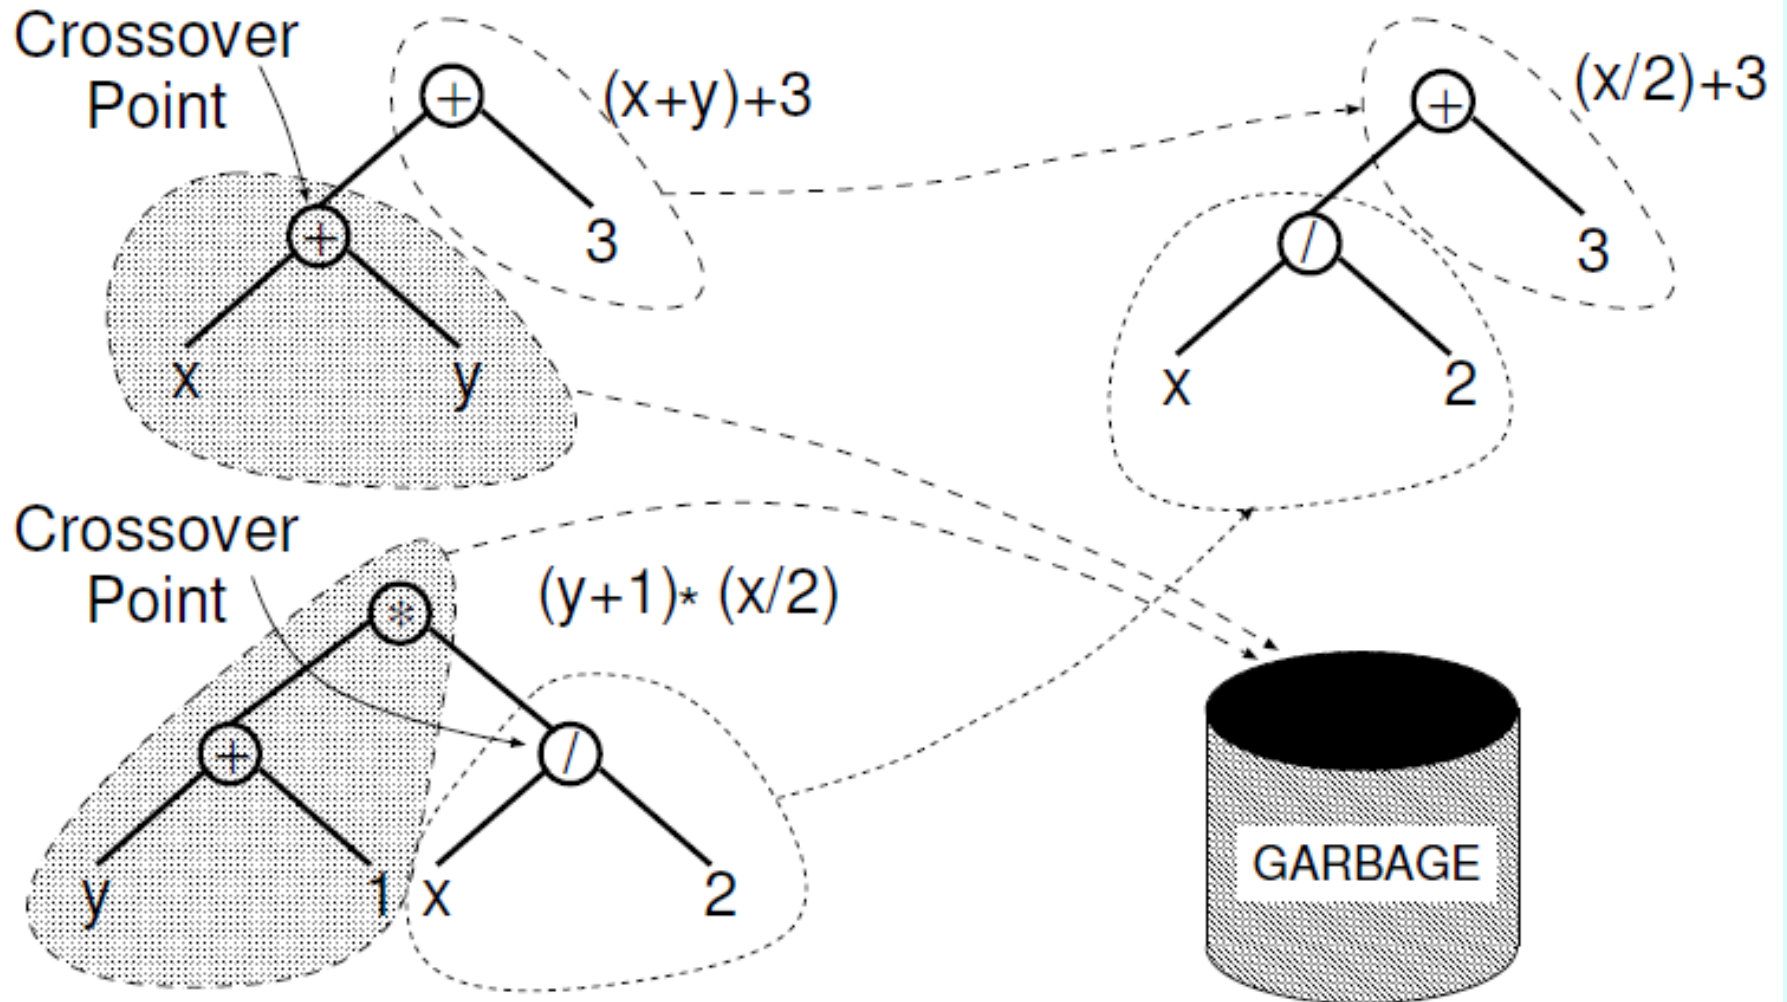 Crossover
Point
+
(x+y)+3
+
3
x
y
+
(x/2)+3
/
3
x
2
Crossover
Point
*
(y+1)* (x/2)
+
/
y
1
x
2
GARBAGE